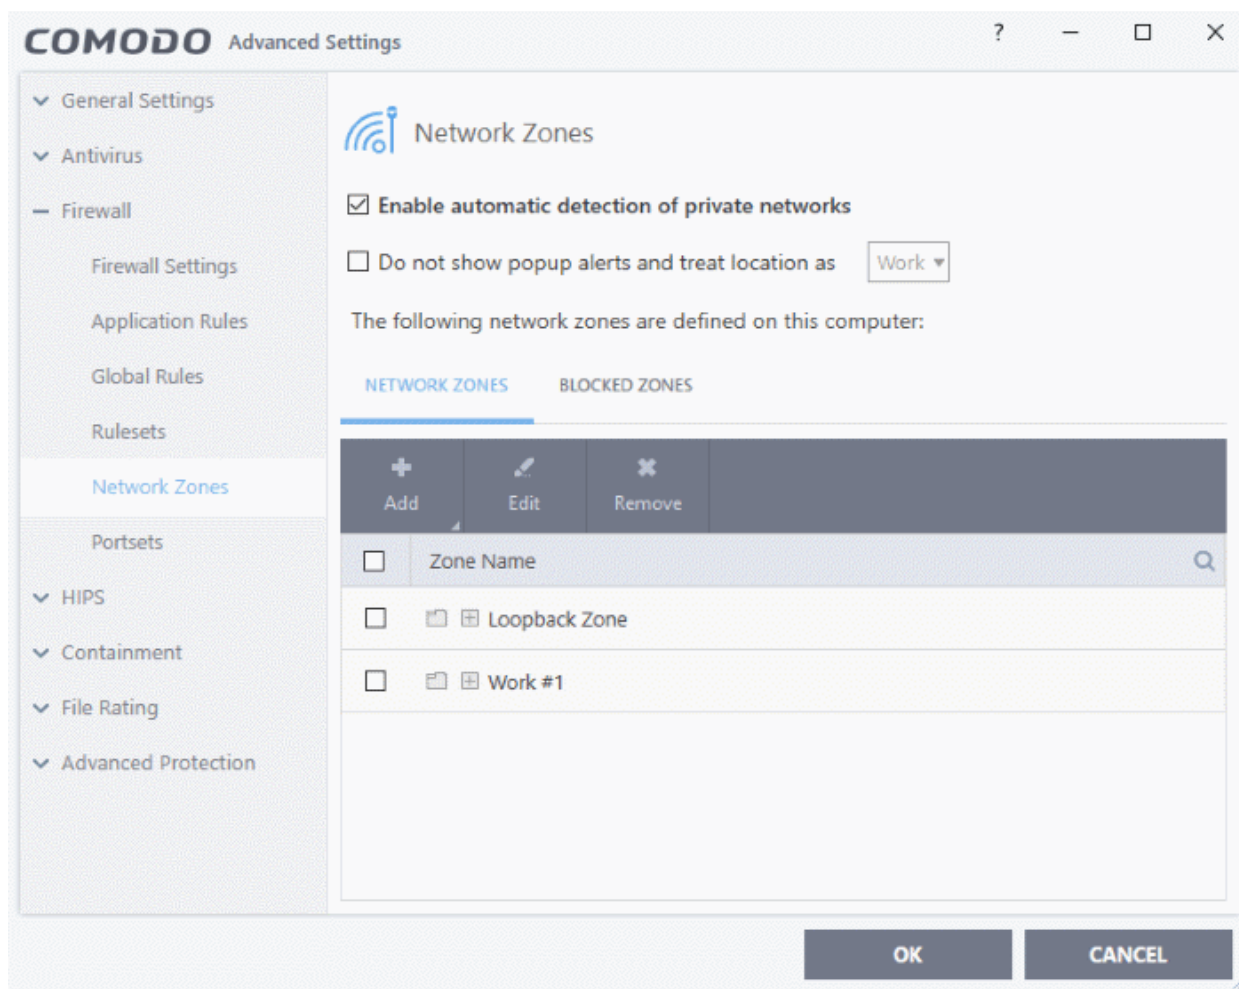 COMODO Advanced Settings ?
General Settings
Antivirus
Firewall
Firewall Settings
Application Rules
Global Rules
Rulesets
Network Zones
Portsets
HIPS
Containment
File Rating
Advanced Protection
Network Zones
Enable automatic detection of private networks
Do not show popup alerts and treat location as Work
The following network zones are defined on this computer:
NETWORK ZONES BLOCKED ZONES
Add Edit Remove
Zone Name
Loopback Zone
Work #1
OK CANCEL